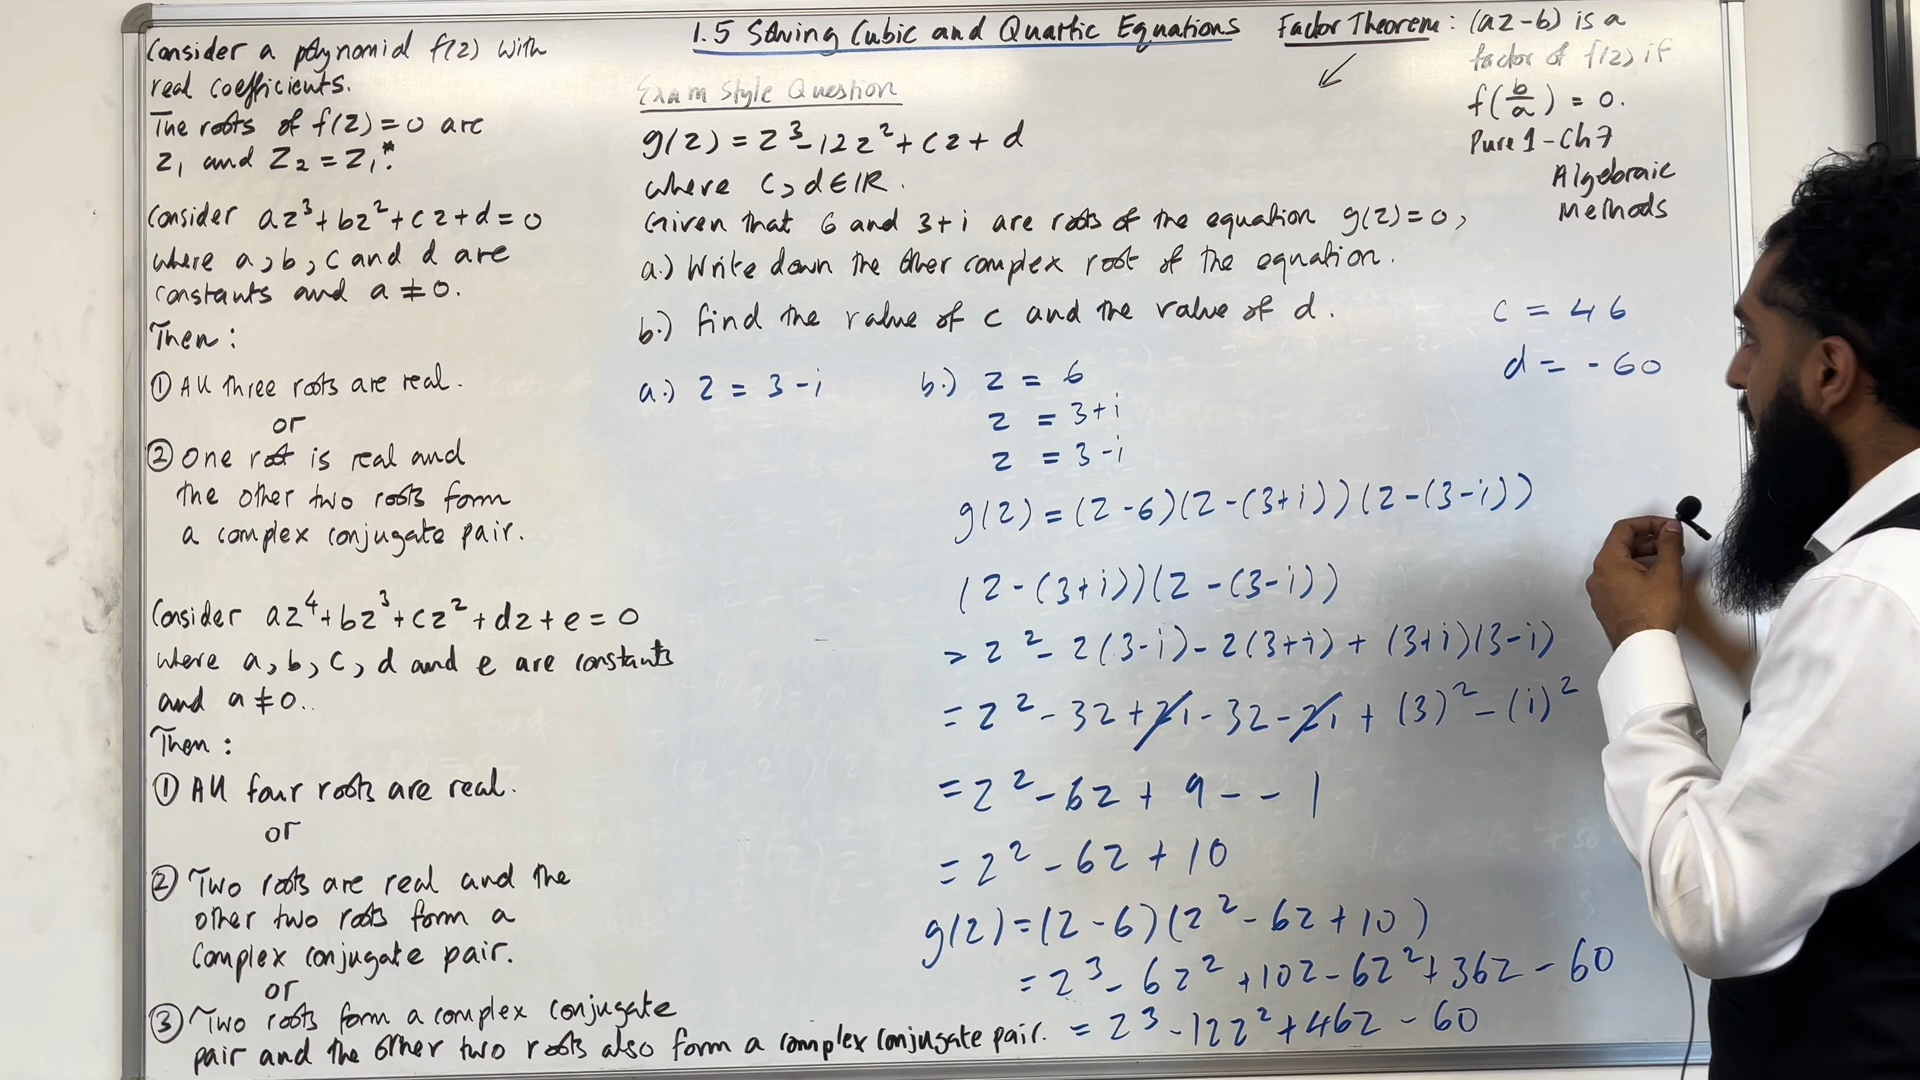 1.5 Solving Cubic and Quartic Equations
Factor Theorem: (az-b) is a
factor of f(z) if
f(b/a) = 0.
Pure 1 - Ch 7
Algebraic
Methods
Consider a polynomial f(z) with
real coefficients.
The roots of f(z)=0 are
z₁ and z₂ = z₁*.
Consider az³+bz²+cz+d=0
where a, b, c and d are
constants and a ≠ 0.
Then:
① All three roots are real.
or
② One root is real and
the other two roots form
a complex conjugate pair.
Consider az⁴+bz³+cz²+dz+e=0
where a, b, c, d and e are constants
and a ≠ 0.
Then:
① All four roots are real.
or
② Two roots are real and the
other two roots form a
complex conjugate pair.
or
③ Two roots form a complex conjugate
pair and the other two roots also form a complex conjugate pair.
Exam Style Question
g(z) = z³-12z²+cz+d
where c, d∈ℝ.
Given that 6 and 3+i are roots of the equation g(z)=0,
a.) Write down the other complex root of the equation.
b.) find the value of c and the value of d.
a.) z = 3-i
b.) z = 6
z = 3+i
z = 3-i
g(z) = (z-6)(z-(3+i))(z-(3-i))
(z-(3+i))(z-(3-i))
= z²-z(3-i)-z(3+i)+(3+i)(3-i)
= z²-3z+zi-3z-zi+(3)²-(i)²
= z²-6z+9--1
= z²-6z+10
g(z)=(z-6)(z²-6z+10)
= z³-6z²+10z-6z²+36z-60
= z³-12z²+46z-60
c = 46
d = -60